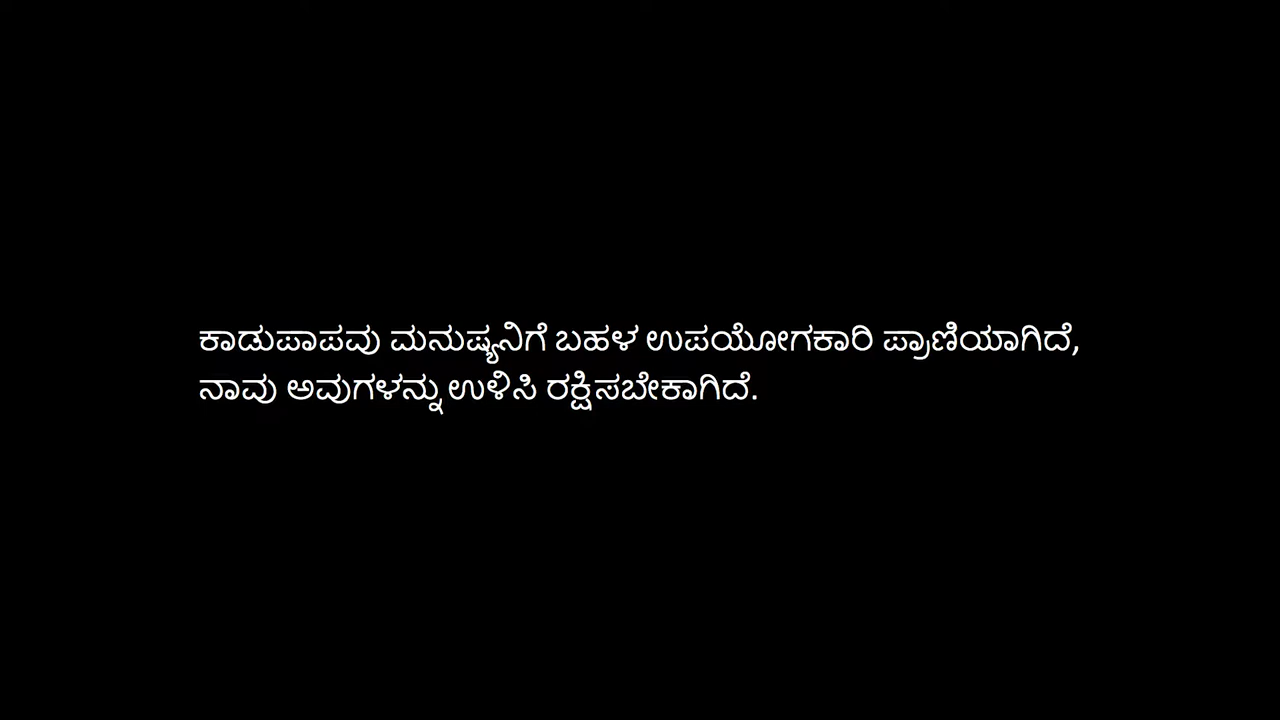 ಕಾಡುಪಾಪವು ಮನುಷ್ಯನಿಗೆ ಬಹಳ ಉಪಯೋಗಕಾರಿ ಪ್ರಾಣಿಯಾಗಿದೆ,
ನಾವು ಅವುಗಳನ್ನು ಉಳಿಸಿ ರಕ್ಷಿಸಬೇಕಾಗಿದೆ.